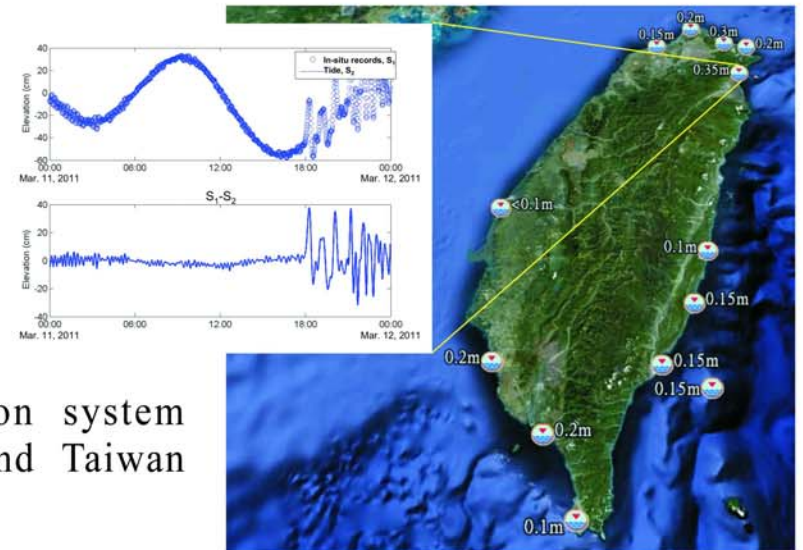 40
20
0
-20
-40
-60
Elevation (cm)
In-situ records, S1
Tide, S2
00:00
06:00
12:00
18:00
00:00
Mar. 11, 2011
Mar. 12, 2011
S1-S2
40
20
0
-20
-40
Elevation (cm)
00:00
06:00
12:00
18:00
00:00
Mar. 11, 2011
Mar. 12, 2011
on system
nd Taiwan
0.2m
0.15m
0.3m
0.2m
0.35m
<0.1m
0.1m
0.15m
0.2m
0.15m
0.15m
0.2m
0.1m